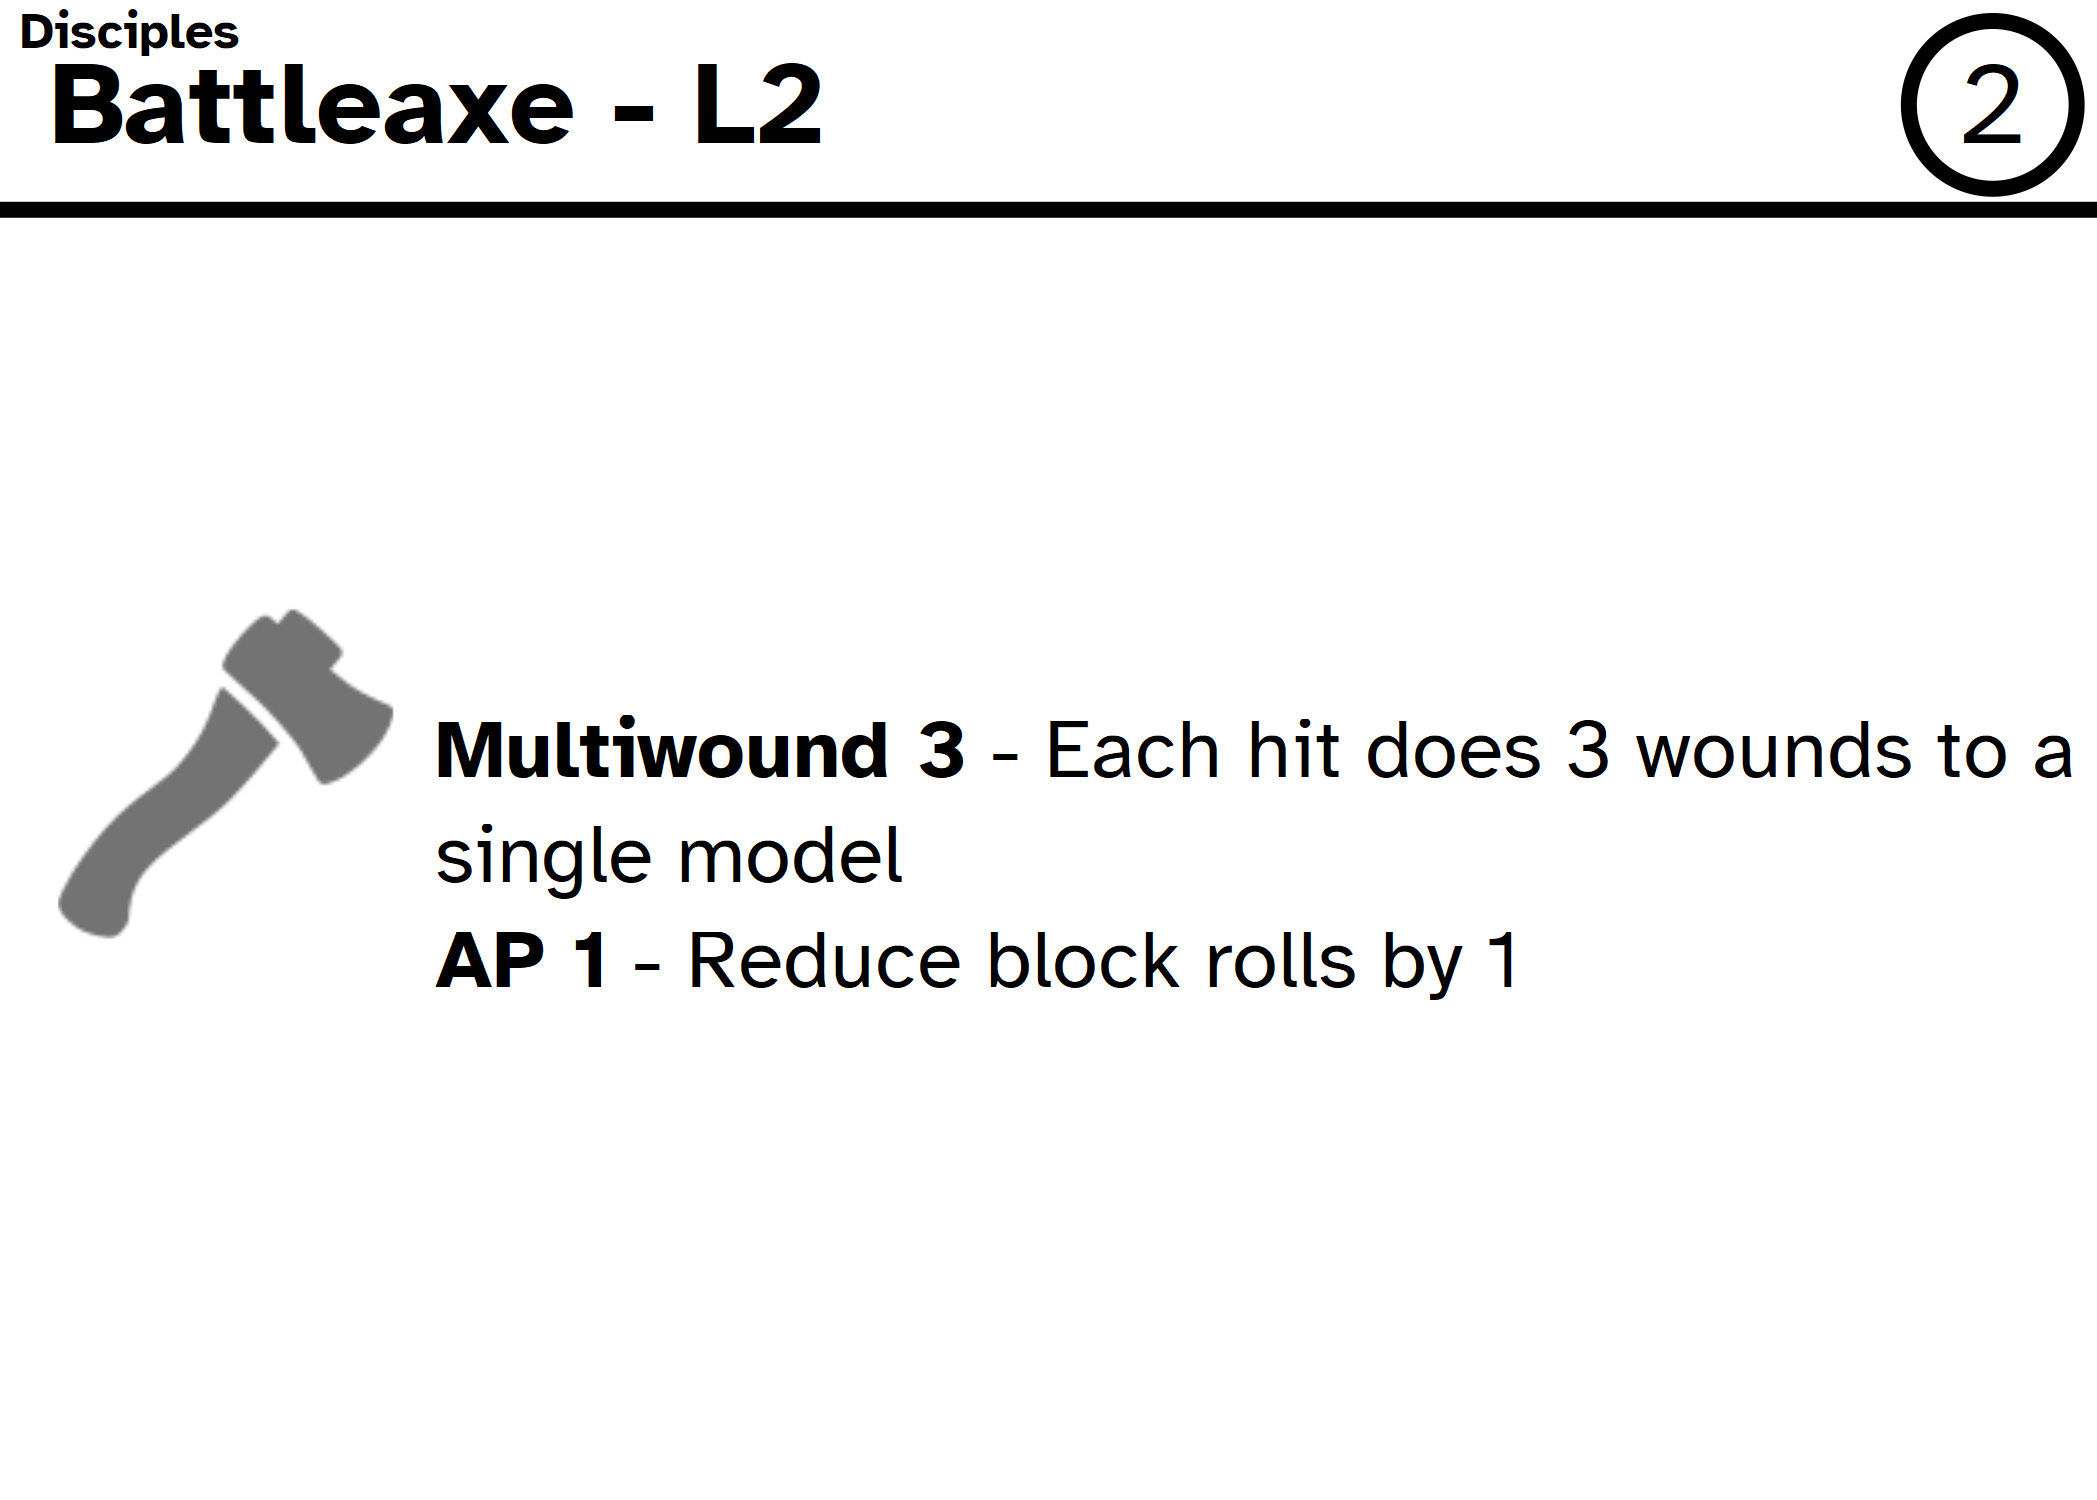 Disciples
Battleaxe - L2
2
Multiwound 3 - Each hit does 3 wounds to a
single model
AP 1 - Reduce block rolls by 1